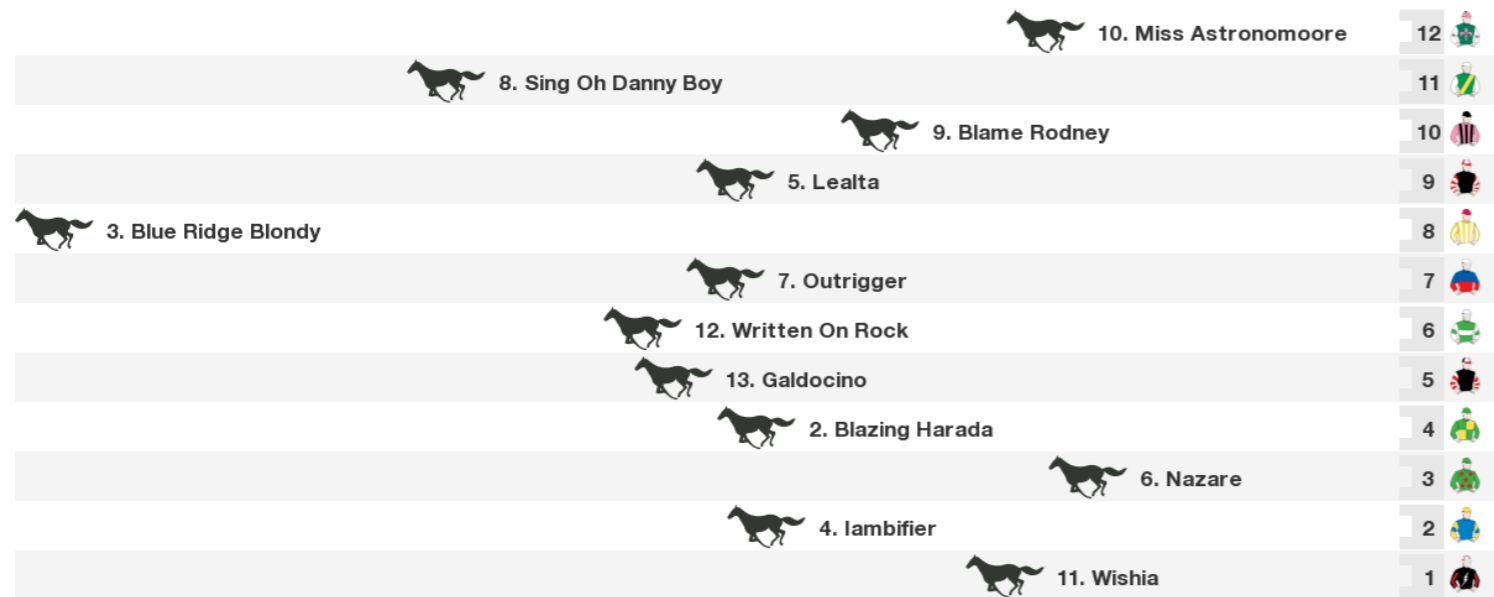 10. Miss Astronomoore 12
8. Sing Oh Danny Boy 11
9. Blame Rodney 10
5. Lealta 9
3. Blue Ridge Blondy 8
7. Outrigger 7
12. Written On Rock 6
13. Galdocino 5
2. Blazing Harada 4
6. Nazare 3
4. Iambifier 2
11. Wishia 1